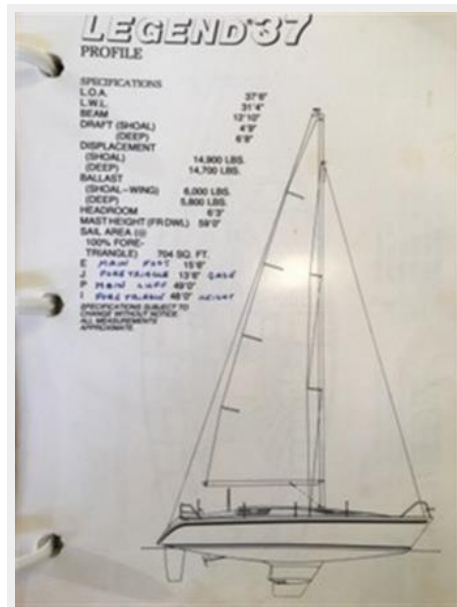 LEGEND®37
PROFILE
SPECIFICATIONS
L.O.A. 37'6"
L.W.L. 31'4"
BEAM 12'10"
DRAFT (SHOAL) 4'9"
(DEEP) 6'8"
DISPLACEMENT
(SHOAL) 14,900 LBS.
(DEEP) 14,700 LBS.
BALLAST
(SHOAL-WING) 6,000 LBS.
(DEEP) 5,800 LBS.
HEADROOM 6'3"
MAST HEIGHT (FR DWL) 59'0"
SAIL AREA (@
100% FORE-
TRIANGLE) 704 SQ. FT.
E MAIN FOOT 15'6"
J FORETRIANGLE 13'8" BASE
P MAIN LUFF 49'0"
I FORETRIANGLE 48'0" HEIGHT
SPECIFICATIONS SUBJECT TO
CHANGE WITHOUT NOTICE.
ALL MEASUREMENTS
APPROXIMATE.